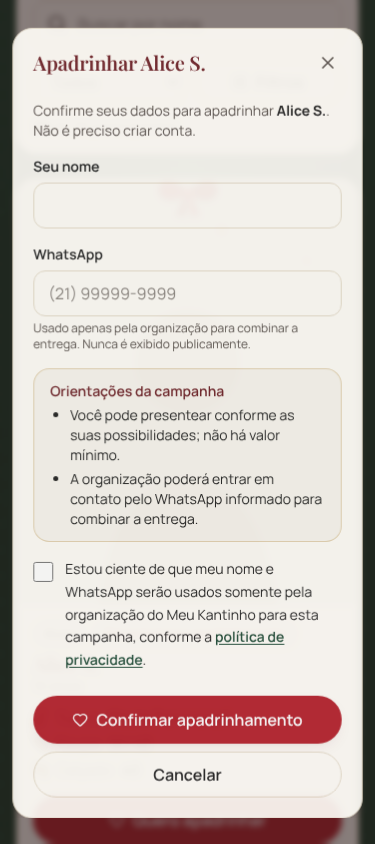 Apadrinhar Alice S.
Confirme seus dados para apadrinhar Alice S..
Não é preciso criar conta.
Seu nome
WhatsApp
(21) 99999-9999
Usado apenas pela organização para combinar a
entrega. Nunca é exibido publicamente.
Orientações da campanha
• Você pode presentear conforme as
suas possibilidades; não há valor
mínimo.
• A organização poderá entrar em
contato pelo WhatsApp informado para
combinar a entrega.
Estou ciente de que meu nome e
WhatsApp serão usados somente pela
organização do Meu Kantinho para esta
campanha, conforme a política de
privacidade.
Confirmar apadrinhamento
Cancelar